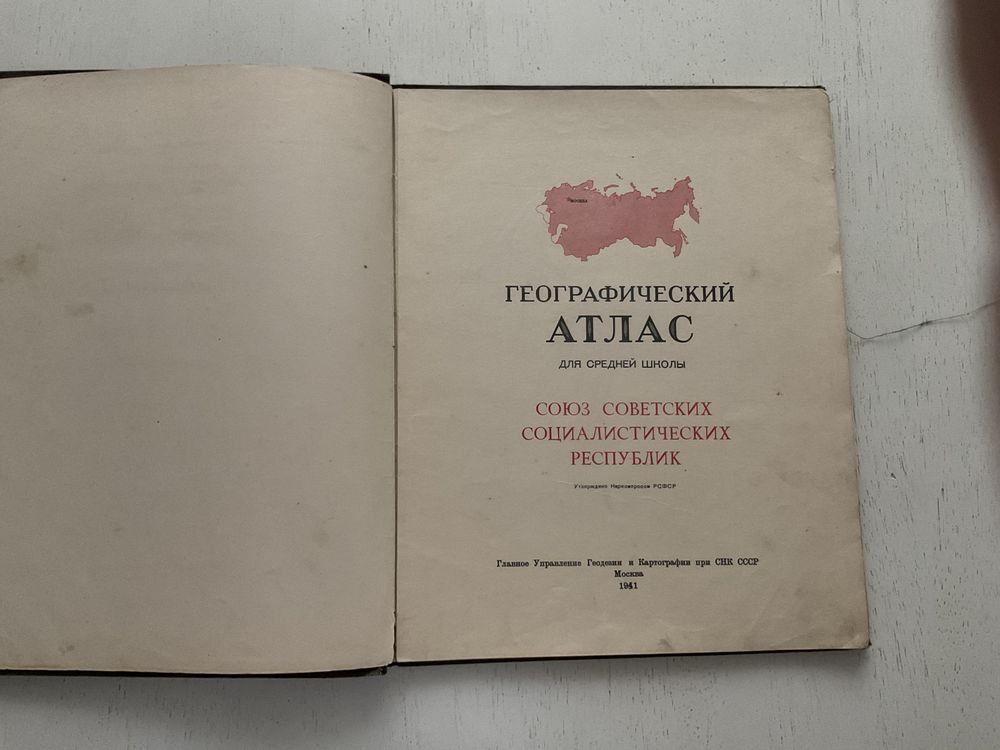 МОСКВА
ГЕОГРАФИЧЕСКИЙ
АТЛАС
ДЛЯ СРЕДНЕЙ ШКОЛЫ
СОЮЗ СОВЕТСКИХ
СОЦИАЛИСТИЧЕСКИХ
РЕСПУБЛИК
Утверждено Наркомпросом РСФСР
Главное Управление Геодезии и Картографии при СНК СССР
Москва
1941